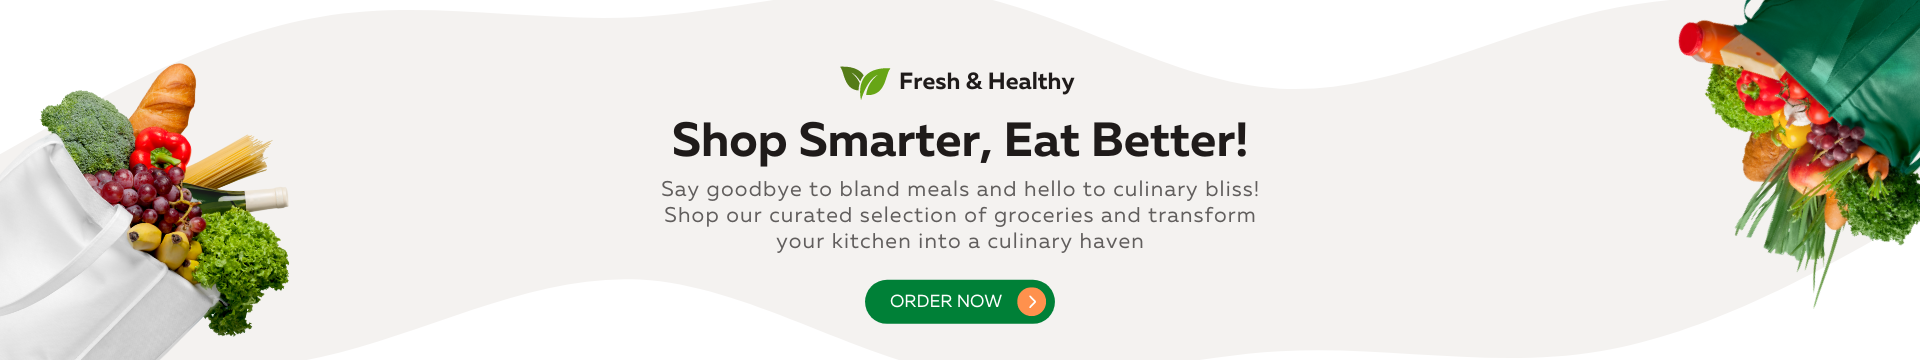 Fresh & Healthy
Shop Smarter, Eat Better!
Say goodbye to bland meals and hello to culinary bliss!
Shop our curated selection of groceries and transform
your kitchen into a culinary haven
ORDER NOW